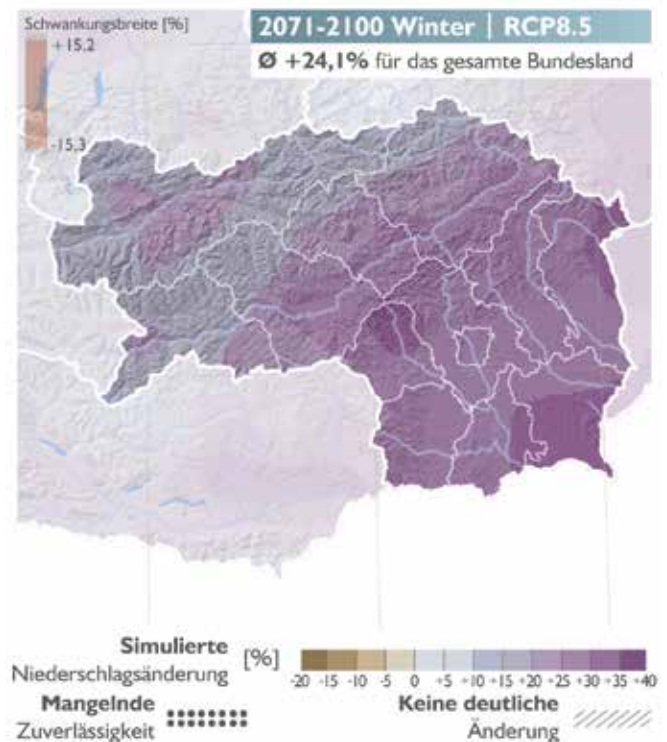 Schwankungsbreite [%]
+15.2
-15.3
2071-2100 Winter | RCP8.5
Ø +24,1% für das gesamte Bundesland
Simulierte
Niederschlagsänderung
[%]
-20 -15 -10 -5 0 +5 +10 +15 +20 +25 +30 +35 +40
Mangelnde
Zuverlässigkeit
Keine deutliche
Änderung